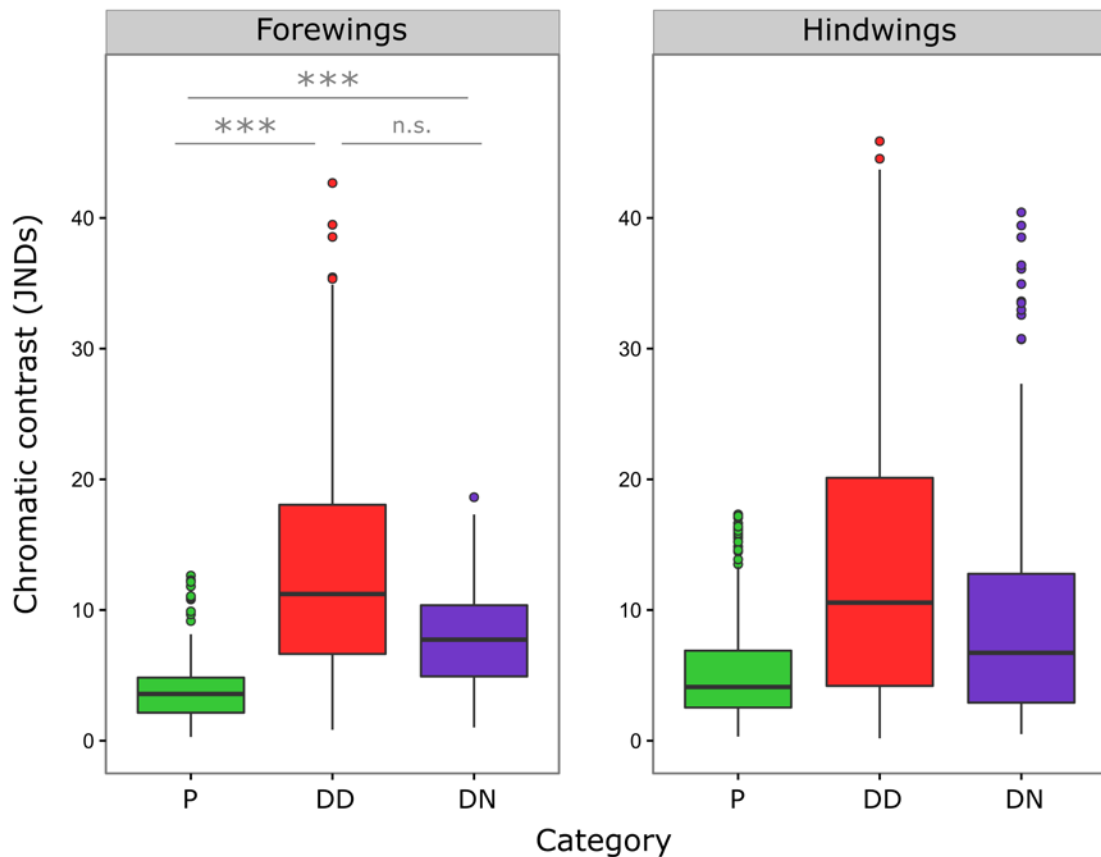 Forewings
Hindwings
***
***
n.s.
Chromatic contrast (JNDs)
40
30
20
10
0
40
30
20
10
0
P DD DN
P DD DN
Category